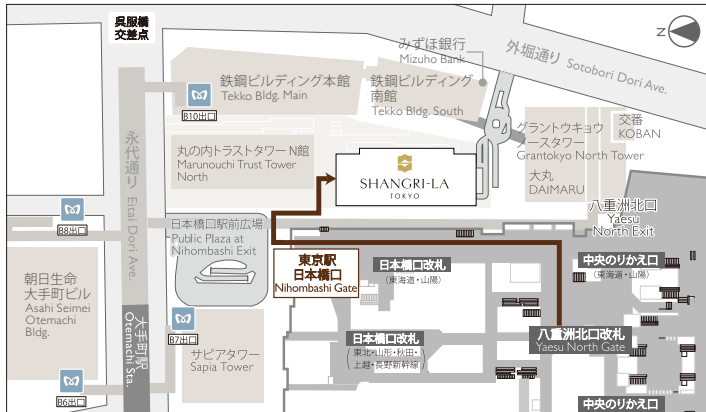 呉服橋
交差点
みずほ銀行
Mizuho Bank
外堀通り Sotobori Dori Ave.
N
鉄鋼ビルディング本館
Tekko Bldg. Main
鉄鋼ビルディング
南館
Tekko Bldg. South
B10出口
グラントウキョウ
ノースタワー
Grantokyo North Tower
交番
KOBAN
大丸
DAIMARU
永代通り Eitai Dori Ave.
丸の内トラストタワー N館
Marunouchi Trust Tower
North
SHANGRI-LA
TOKYO
八重洲北口
Yaesu
North Exit
B8出口
日本橋口駅前広場
Public Plaza at
Nihombashi Exit
東京駅
日本橋口
Nihombashi Gate
日本橋口改札
(東海道・山陽)
中央のりかえ口
(東海道・山陽)
朝日生命
大手町ビル
Asahi Seimei
Otemachi
Bldg.
大手町駅
Otemachi Sta.
B7出口
サピアタワー
Sapia Tower
日本橋口改札
(東北・山形・秋田・
上越・長野新幹線)
八重洲北口改札
Yaesu North Gate
B6出口
中央のりかえ口